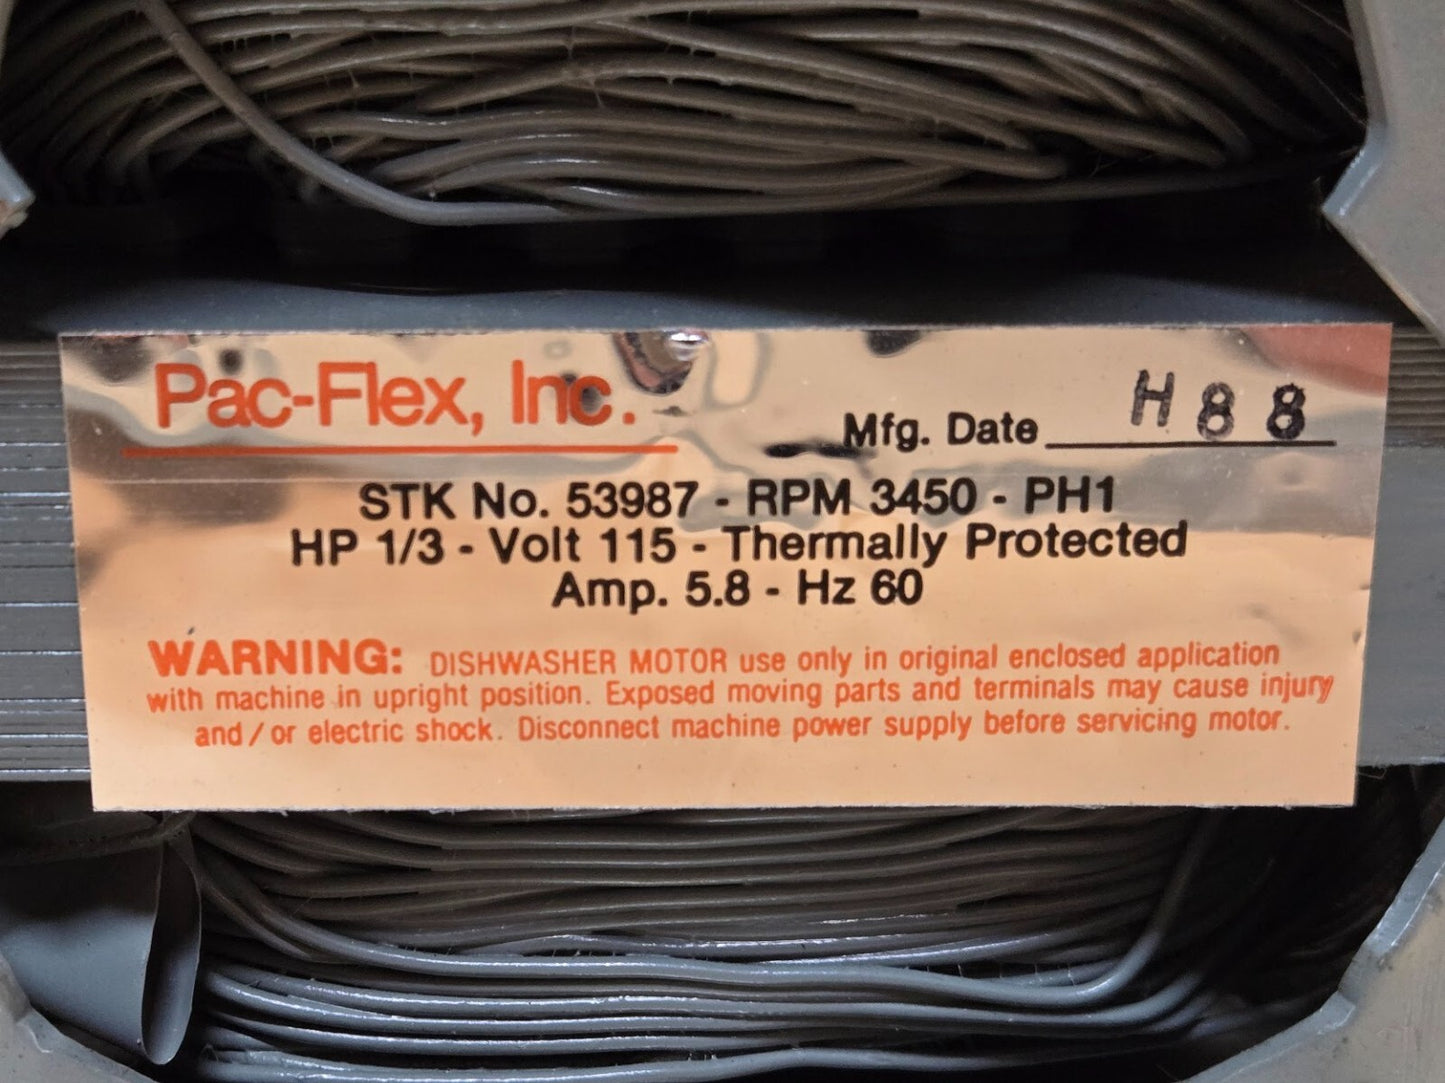 Pac-Flex, Inc.
Mfg. Date H 8 8
STK No. 53987 - RPM 3450 - PH1
HP 1/3 - Volt 115 - Thermally Protected
Amp. 5.8 - Hz 60
WARNING: DISHWASHER MOTOR use only in original enclosed application
with machine in upright position. Exposed moving parts and terminals may cause injury
and/or electric shock. Disconnect machine power supply before servicing motor.